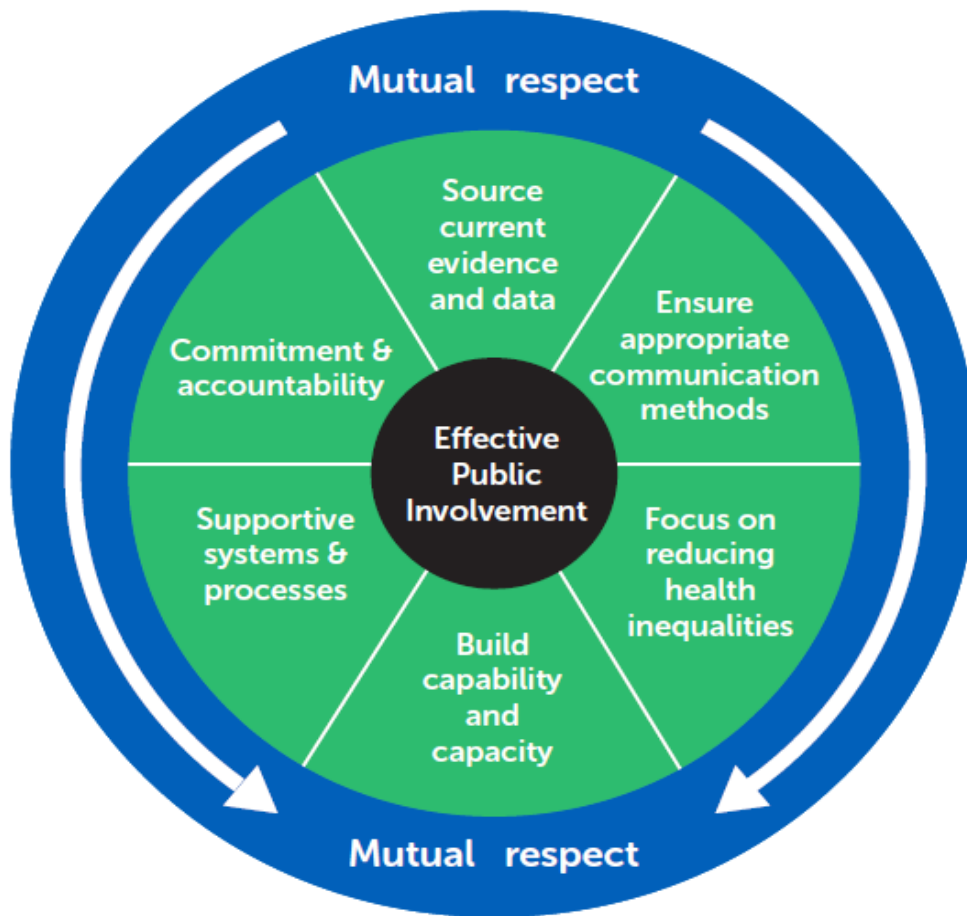 Mutual respect
Source
current
evidence
and data
Ensure
appropriate
communication
methods
Focus on
reducing
health
inequalities
Build
capability
and
capacity
Supportive
systems &
processes
Commitment &
accountability
Effective
Public
Involvement
Mutual respect